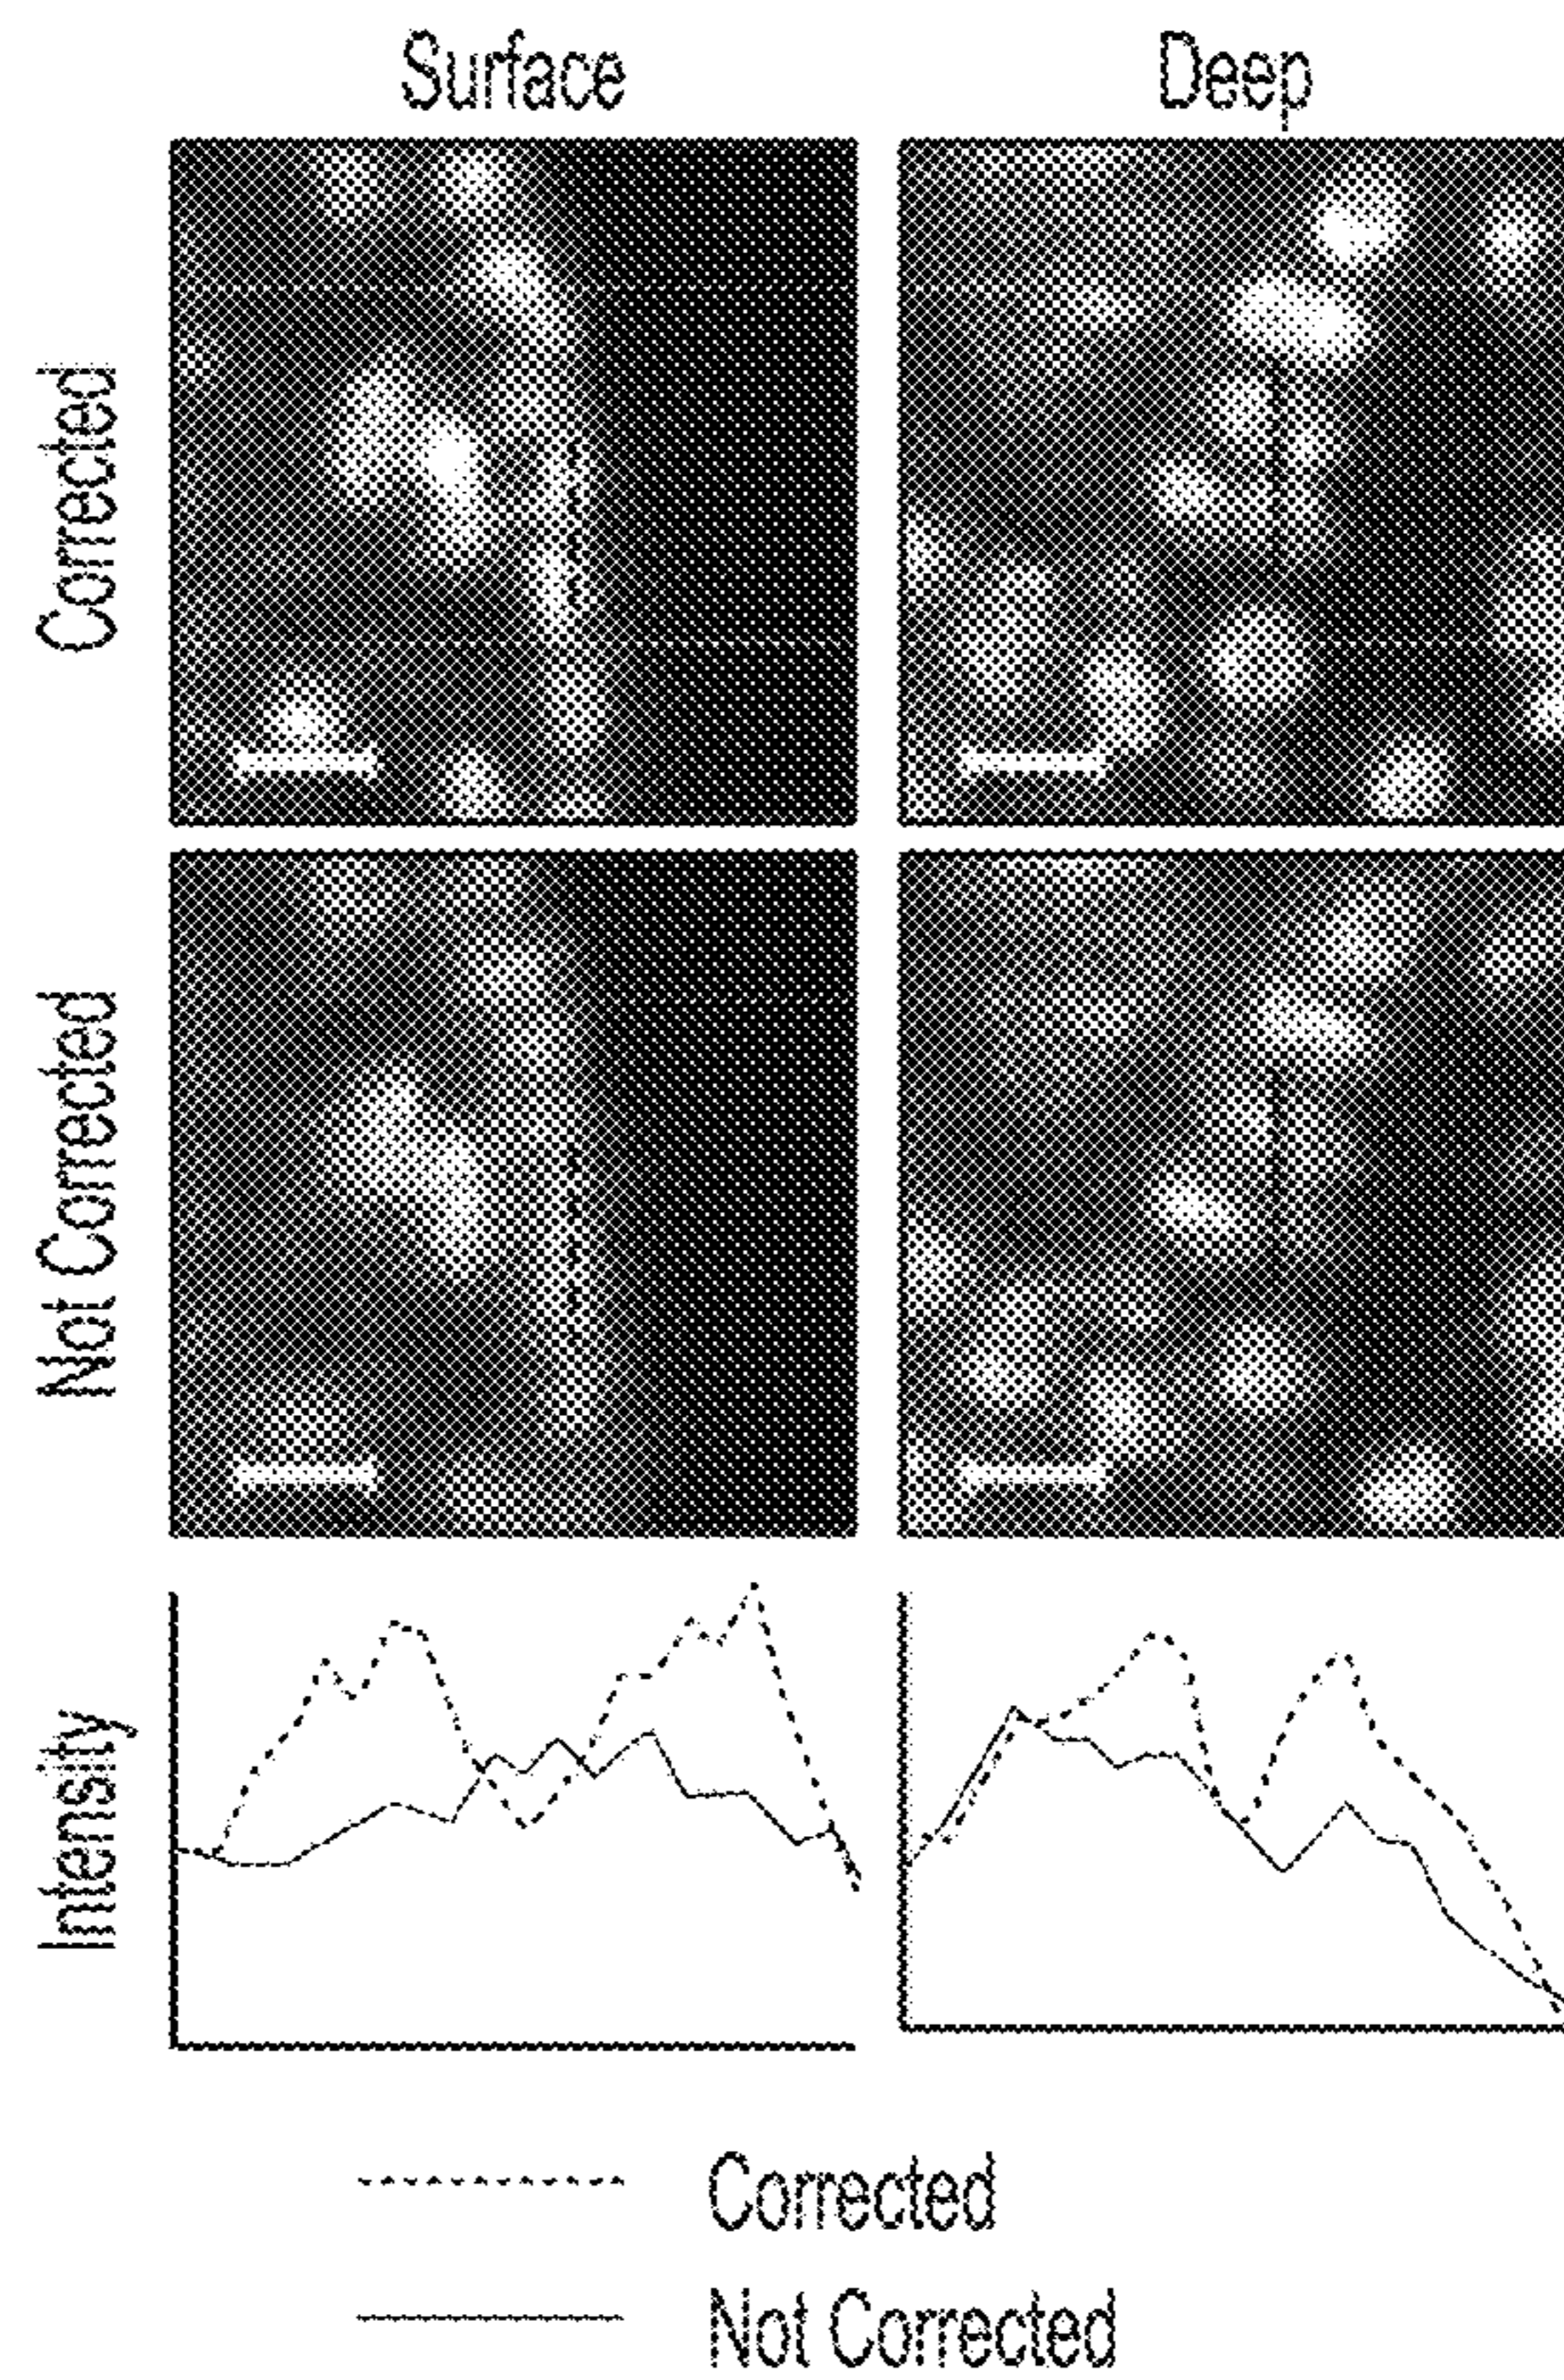 Surface
Deep
Corrected
Not Corrected
Intensity
Corrected
Not Corrected